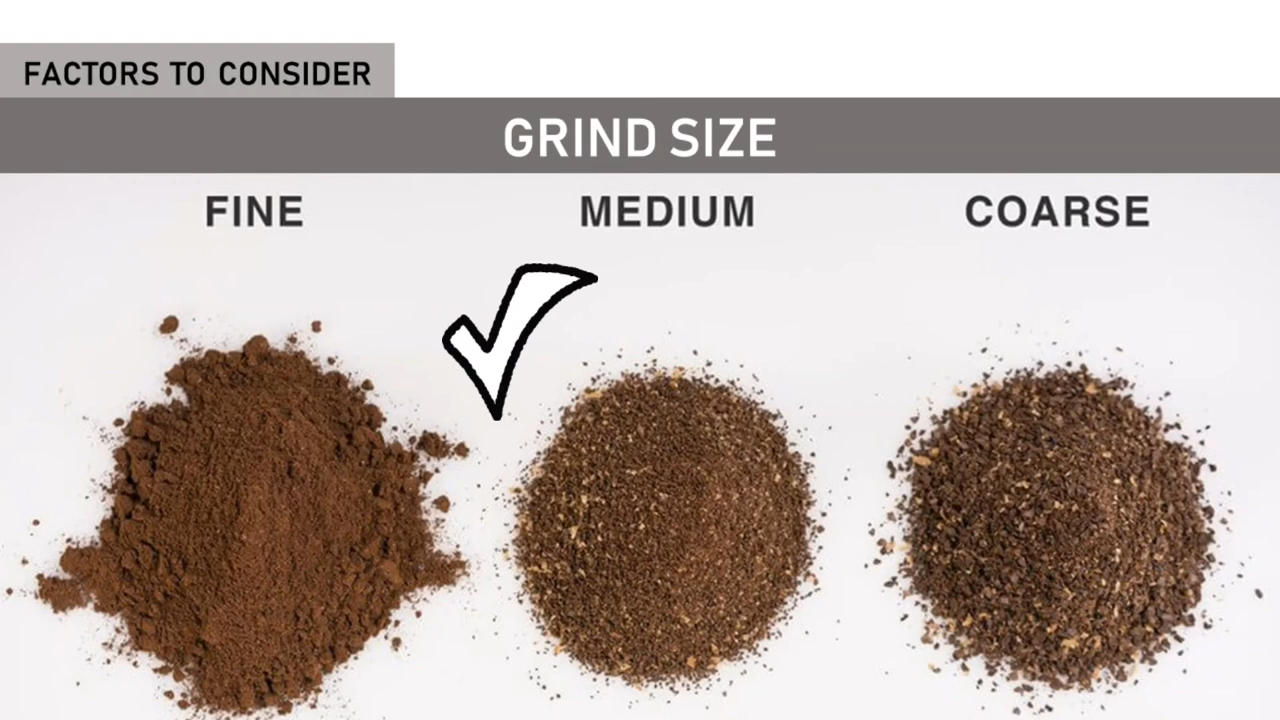 FACTORS TO CONSIDER
GRIND SIZE
FINE
MEDIUM
COARSE